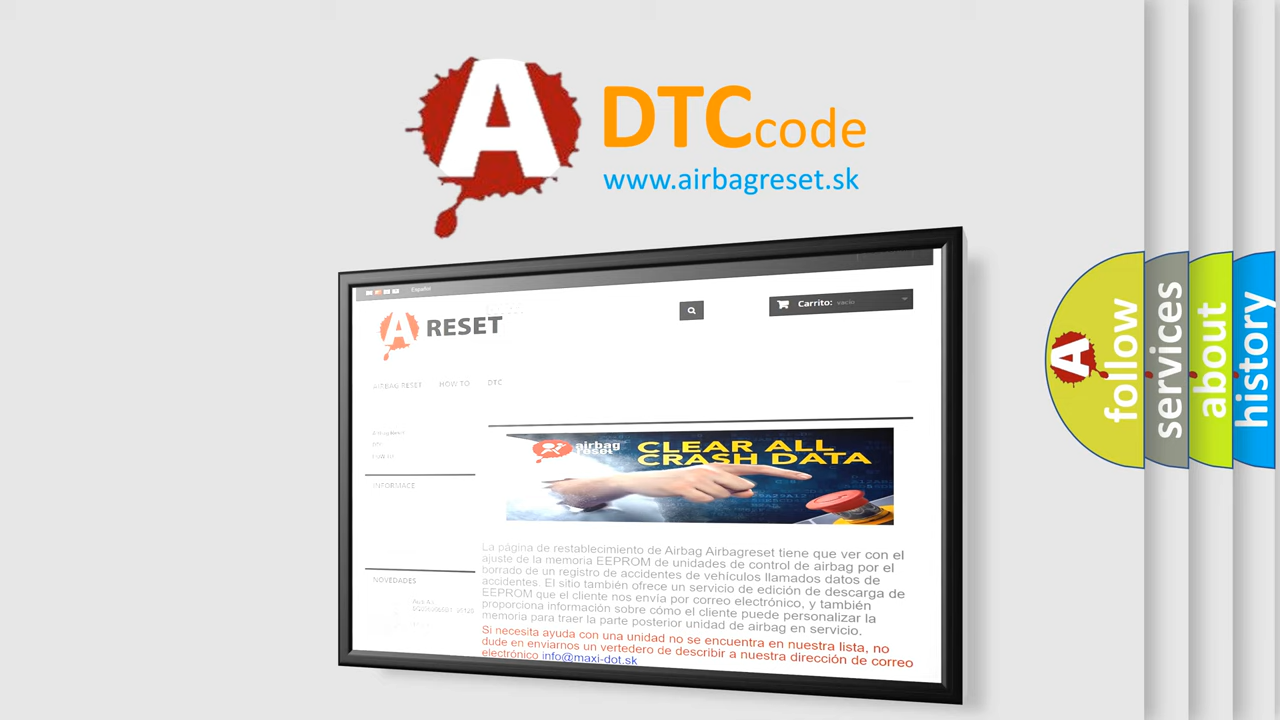 A DTCcode
www.airbagreset.sk
Español
A RESET
Carrito: vacío
AIRBAG RESET HOW TO DTC
INFORMACE
NOVEDADES
airbag
reset
CLEAR ALL
CRASH DATA
La página de restablecimiento de Airbag Airbagreset tiene que ver con el
ajuste de la memoria EEPROM de unidades de control de airbag por el
borrado de un registro de accidentes de vehículos llamados datos de
accidentes. El sitio también ofrece un servicio de edición de descarga de
EEPROM que el cliente nos envía por correo electrónico, y también
proporciona información sobre cómo el cliente puede personalizar la
memoria para traer la parte posterior unidad de airbag en servicio.
Si necesita ayuda con una unidad no se encuentra en nuestra lista, no
dude en enviarnos un vertedero de describir a nuestra dirección de correo
electrónico info@maxi-dot.sk
A follow
services
about
history